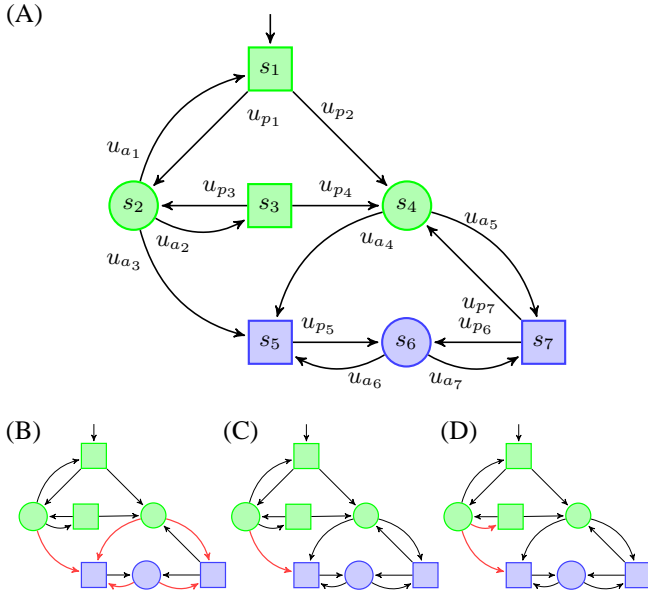 (A)
s₁
u_{p₁} u_{p₂}
u_{a₁}
s₂ u_{p₃} s₃ u_{p₄} s₄ u_{a₅}
u_{a₂} u_{a₄}
u_{a₃}
u_{p₇}
s₅ u_{p₅} s₆ u_{p₆} s₇
u_{a₆} u_{a₇}
(B) (C) (D)